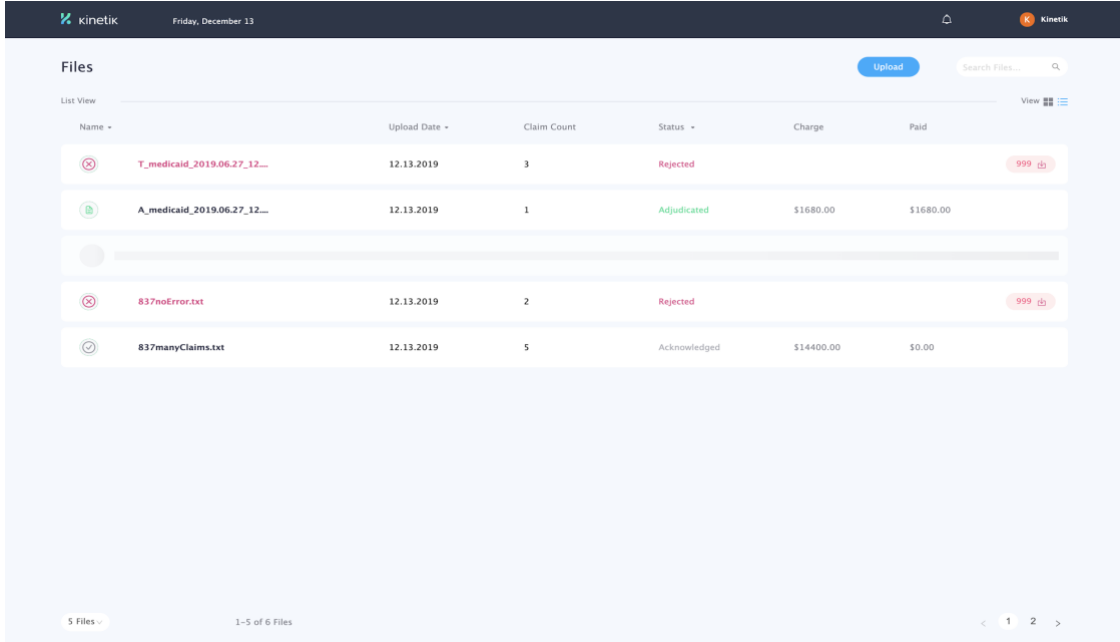 kinetik Friday, December 13 K Kinetik
Files Upload Search Files...
List View View
Name Upload Date Claim Count Status Charge Paid
T_medicaid_2019.06.27_12.... 12.13.2019 3 Rejected 999
A_medicaid_2019.06.27_12.... 12.13.2019 1 Adjudicated $1680.00 $1680.00
837noError.txt 12.13.2019 2 Rejected 999
837manyClaims.txt 12.13.2019 5 Acknowledged $14400.00 $0.00
5 Files 1-5 of 6 Files < 1 2 >